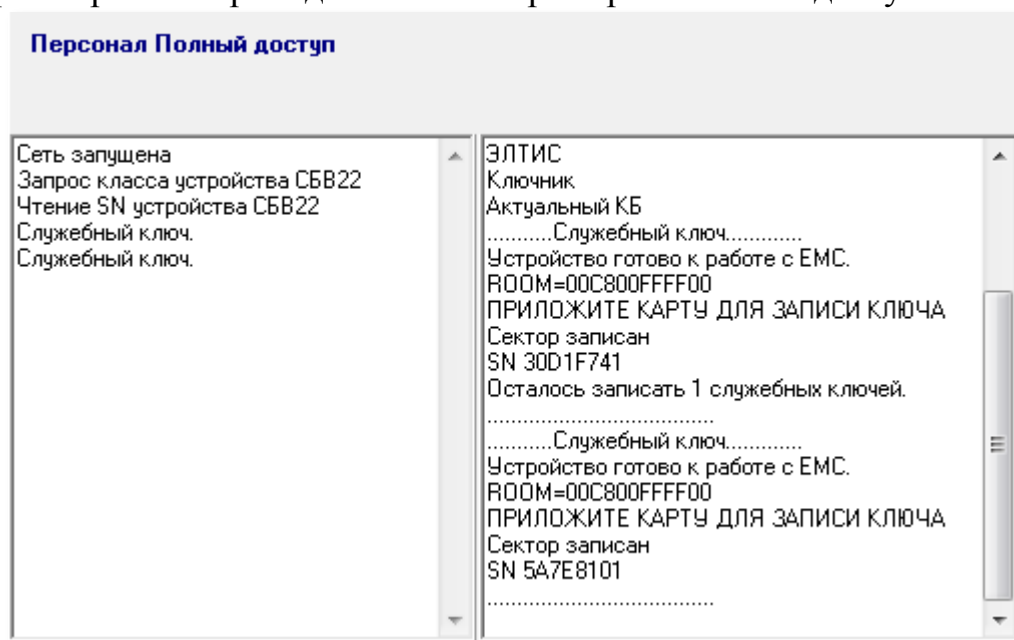 Персонал Полный доступ
Сеть запущена
Запрос класса устройства СБВ22
Чтение SN устройства СБВ22
Служебный ключ.
Служебный ключ.
ЭЛТИС
Ключник
Актуальный КБ
..........Служебный ключ............
Устройство готово к работе с EMC.
ROOM=00C800FFFF00
ПРИЛОЖИТЕ КАРТУ ДЛЯ ЗАПИСИ КЛЮЧА
Сектор записан
SN 30D1F741
Осталось записать 1 служебных ключей.
...................................
..........Служебный ключ............
Устройство готово к работе с EMC.
ROOM=00C800FFFF00
ПРИЛОЖИТЕ КАРТУ ДЛЯ ЗАПИСИ КЛЮЧА
Сектор записан
SN 5A7E8101
...................................